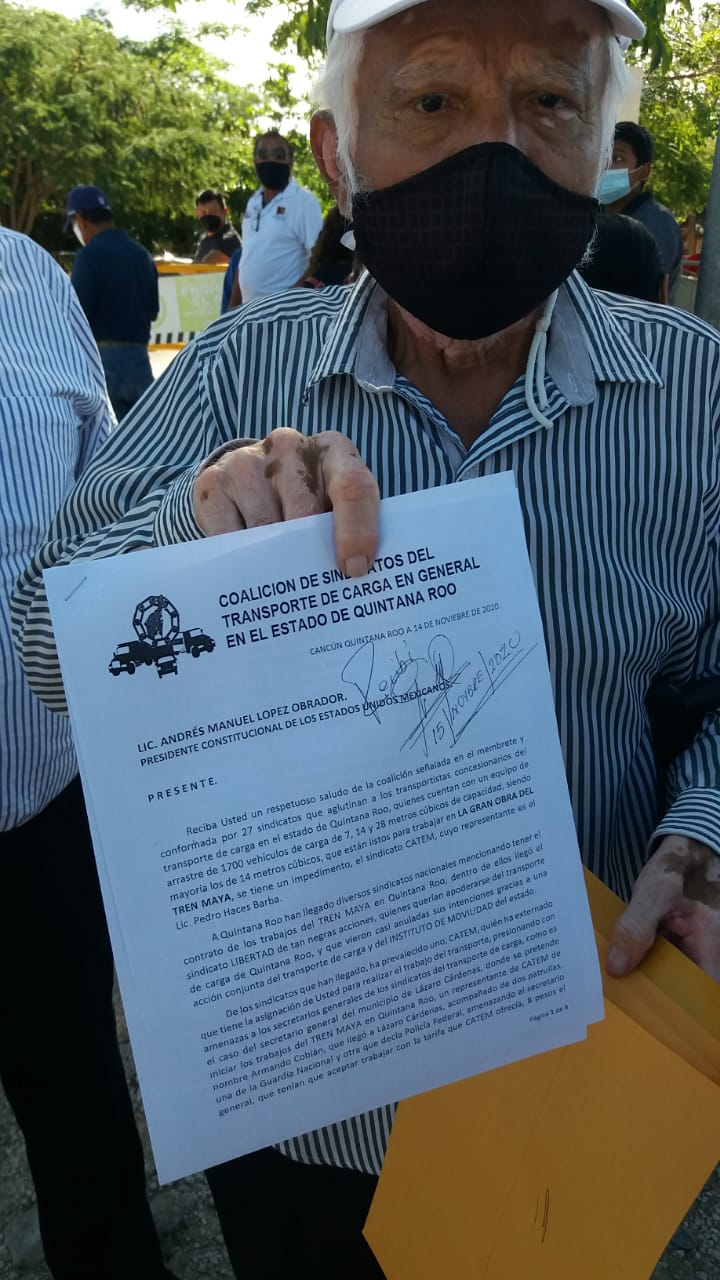 COALICION DE SINDICATOS DEL
TRANSPORTE DE CARGA EN GENERAL
EN EL ESTADO DE QUINTANA ROO
CANCÚN QUINTANA ROO A 14 DE NOVIEBRE DE 2020.
Recibi
15/NOVIEMBRE/2020
LIC. ANDRÉS MANUEL LOPEZ OBRADOR.
PRESIDENTE CONSTITUCIONAL DE LOS ESTADOS UNIDOS MEXICANOS.
P R E S E N T E.
Reciba Usted un respetuoso saludo de la coalición señalada en el membrete y
conformada por 27 sindicatos que aglutinan a los transportistas concesionarios del
transporte de carga en el estado de Quintana Roo, quienes cuentan con un equipo de
arrastre de 1700 vehículos de carga de 7, 14 y 28 metros cúbicos de capacidad, siendo
mayoría los de 14 metros cúbicos, que están listos para trabajar en LA GRAN OBRA DEL
TREN MAYA, se tiene un impedimento, el sindicato CATEM, cuyo representante es el
Lic. Pedro Haces Barba.
A Quintana Roo han llegado diversos sindicatos nacionales mencionando tener el
contrato de los trabajos del TREN MAYA en Quintana Roo, dentro de ellos llegó el
sindicato LIBERTAD de tan negras acciones, quienes querían apoderarse del transporte
de carga de Quintana Roo, y que vieron casi anuladas sus intenciones gracias a una
acción conjunta del transporte de carga y del INSTITUTO DE MOVILIDAD del estado.
De los sindicatos que han llegado, ha prevalecido uno, CATEM, quién ha externado
que tiene la asignación de Usted para realizar el trabajo del transporte, presionando con
amenazas a los secretarios generales de los sindicatos del transporte de carga, como es
el caso del secretario general del municipio de Lázaro Cárdenas, donde se pretende
iniciar los trabajos del TREN MAYA en Quintana Roo, un representante de CATEM de
nombre Armando Cobián, que llegó a Lázaro Cárdenas, acompañado de dos patrullas,
una de la Guardia Nacional y otra que decía Policía Federal, amenazando al secretario
general, que tenían que aceptar trabajar con la tarifa que CATEM ofrecía, 8 pesos el
Página 1 de 3